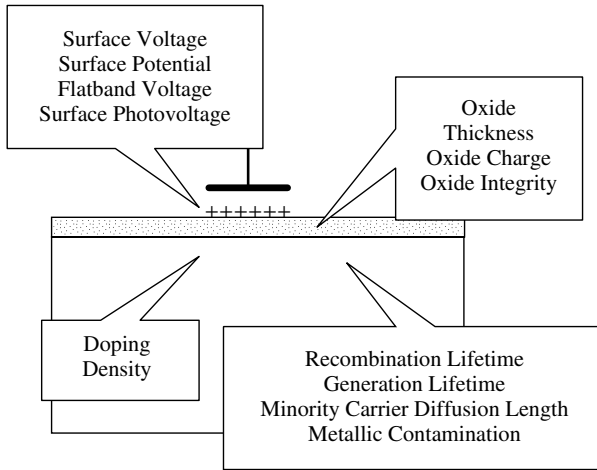 Surface Voltage
Surface Potential
Flatband Voltage
Surface Photovoltage
Oxide
Thickness
Oxide Charge
Oxide Integrity
++++++
Doping
Density
Recombination Lifetime
Generation Lifetime
Minority Carrier Diffusion Length
Metallic Contamination